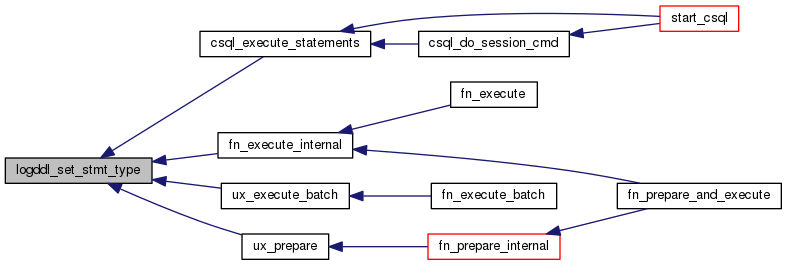 start_csql
csql_execute_statements
csql_do_session_cmd
fn_execute
fn_execute_internal
logddl_set_stmt_type
ux_execute_batch
fn_execute_batch
fn_prepare_and_execute
ux_prepare
fn_prepare_internal